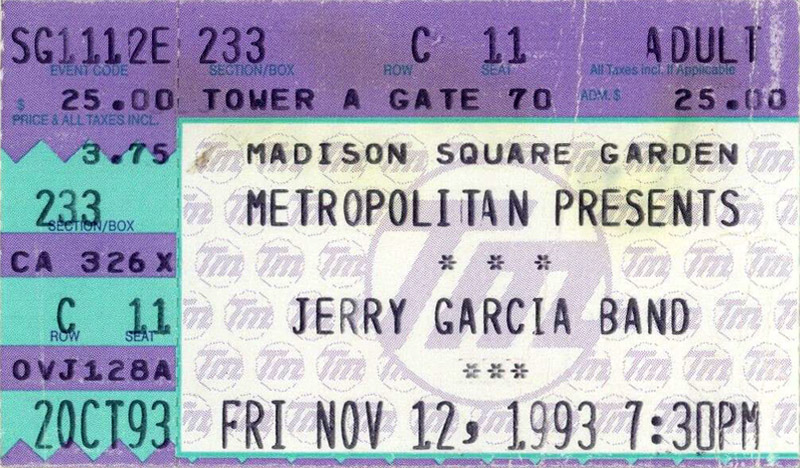 SG1112E 233 C 11 ADULT
EVENT CODE SECTION/BOX ROW SEAT All Taxes Incl. If Applicable
$ 25.00 TOWER A GATE 70 ADM. $ 25.00
PRICE & ALL TAXES INCL.
3.75 MADISON SQUARE GARDEN
233 METROPOLITAN PRESENTS
SECTION/BOX
CA 326X * * *
C 11 JERRY GARCIA BAND
ROW SEAT
OVJ128A ***
20CT93 FRI NOV 12, 1993 7:30PM
Tm